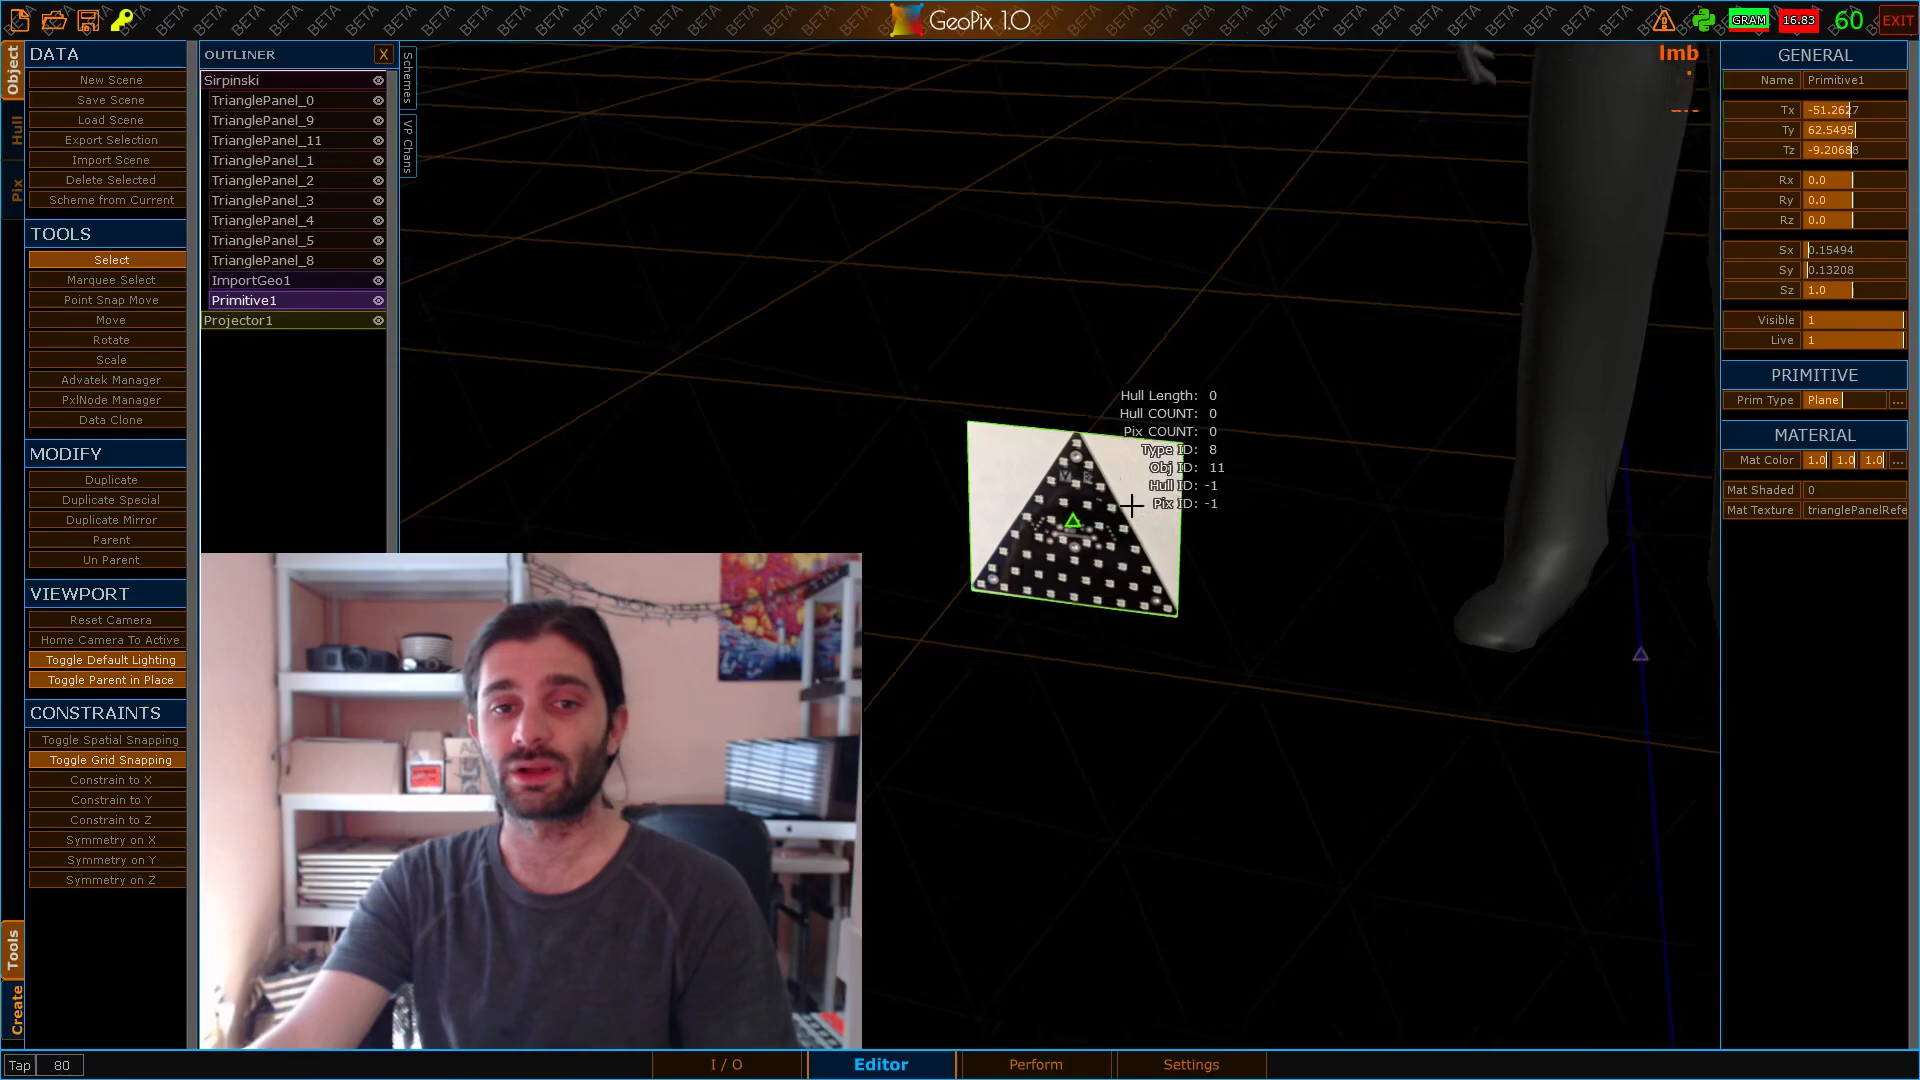 GeoPix 1.0
GRAM 16.83 60 EXIT
Object
Hull
Pix
Tools
Create
DATA
New Scene
Save Scene
Load Scene
Export Selection
Import Scene
Delete Selected
Scheme from Current
TOOLS
Select
Marquee Select
Point Snap Move
Move
Rotate
Scale
Advatek Manager
PxlNode Manager
Data Clone
MODIFY
Duplicate
Duplicate Special
Duplicate Mirror
Parent
Un Parent
VIEWPORT
Reset Camera
Home Camera To Active
Toggle Default Lighting
Toggle Parent in Place
CONSTRAINTS
Toggle Spatial Snapping
Toggle Grid Snapping
Constrain to X
Constrain to Y
Constrain to Z
Symmetry on X
Symmetry on Y
Symmetry on Z
OUTLINER X
Sirpinski
TrianglePanel_0
TrianglePanel_9
TrianglePanel_11
TrianglePanel_1
TrianglePanel_2
TrianglePanel_3
TrianglePanel_4
TrianglePanel_5
TrianglePanel_8
ImportGeo1
Primitive1
Projector1
Schemes
VP Chans
Hull Length: 0
Hull COUNT: 0
Pix COUNT: 0
Type ID: 8
Obj ID: 11
Hull ID: -1
Pix ID: -1
lmb
GENERAL
Name Primitive1
Tx -51.2627
Ty 62.5495
Tz -9.20688
Rx 0.0
Ry 0.0
Rz 0.0
Sx 0.15494
Sy 0.13208
Sz 1.0
Visible 1
Live 1
PRIMITIVE
Prim Type Plane ...
MATERIAL
Mat Color 1.0 1.0 1.0 ...
Mat Shaded 0
Mat Texture trianglePanelRefe
Tap 80
I / O
Editor
Perform
Settings
BETA BETA BETA BETA BETA BETA BETA BETA